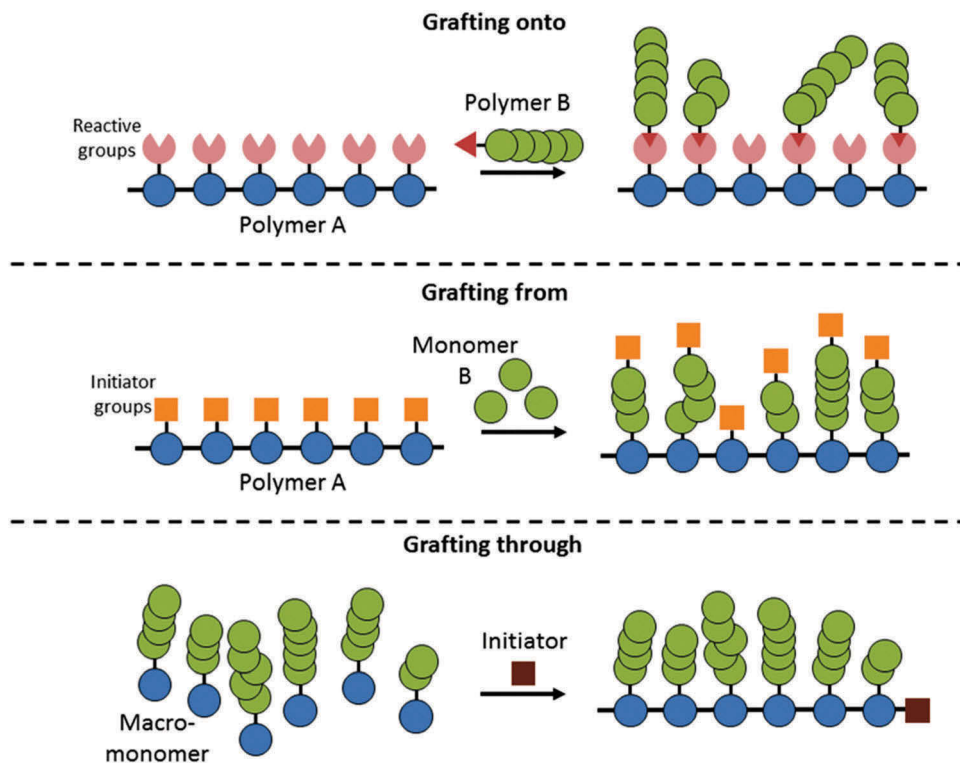 Grafting onto
Polymer B
Reactive
groups
Polymer A
Grafting from
Monomer
B
Initiator
groups
Polymer A
Grafting through
Initiator
Macro-
monomer